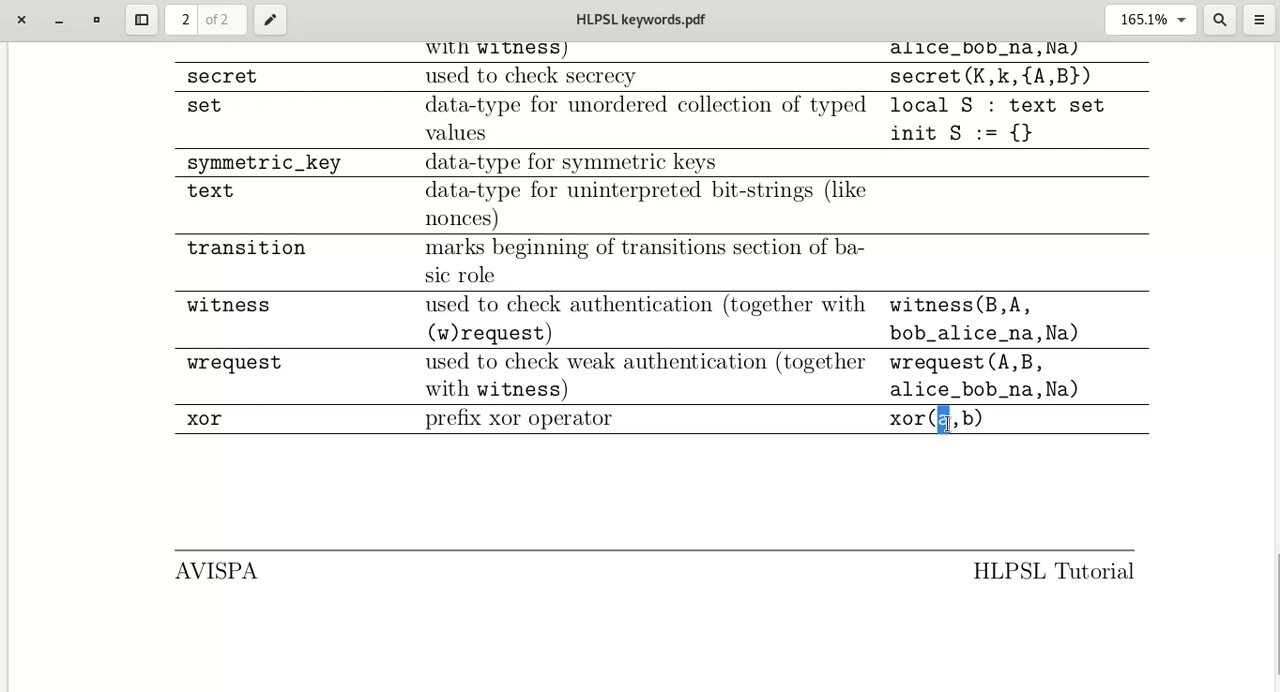 2 of 2 HLPSL keywords.pdf 165.1%
with witness) alice_bob_na,Na)
secret used to check secrecy secret(K,k,{A,B})
set data-type for unordered collection of typed local S : text set
values init S := {}
symmetric_key data-type for symmetric keys
text data-type for uninterpreted bit-strings (like
nonces)
transition marks beginning of transitions section of ba-
sic role
witness used to check authentication (together with witness(B,A,
(w)request) bob_alice_na,Na)
wrequest used to check weak authentication (together wrequest(A,B,
with witness) alice_bob_na,Na)
xor prefix xor operator xor(a,b)
AVISPA HLPSL Tutorial